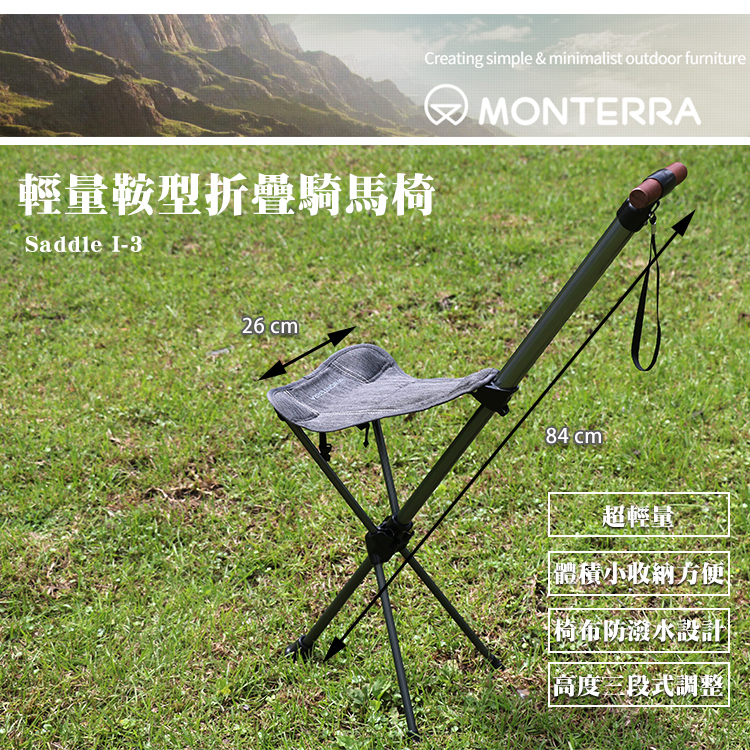 Creating simple & minimalist outdoor furniture
MONTERRA
輕量鞍型折疊騎馬椅
Saddle I-3
26 cm
84 cm
超輕量
體積小收納方便
椅布防潑水設計
高度三段式調整